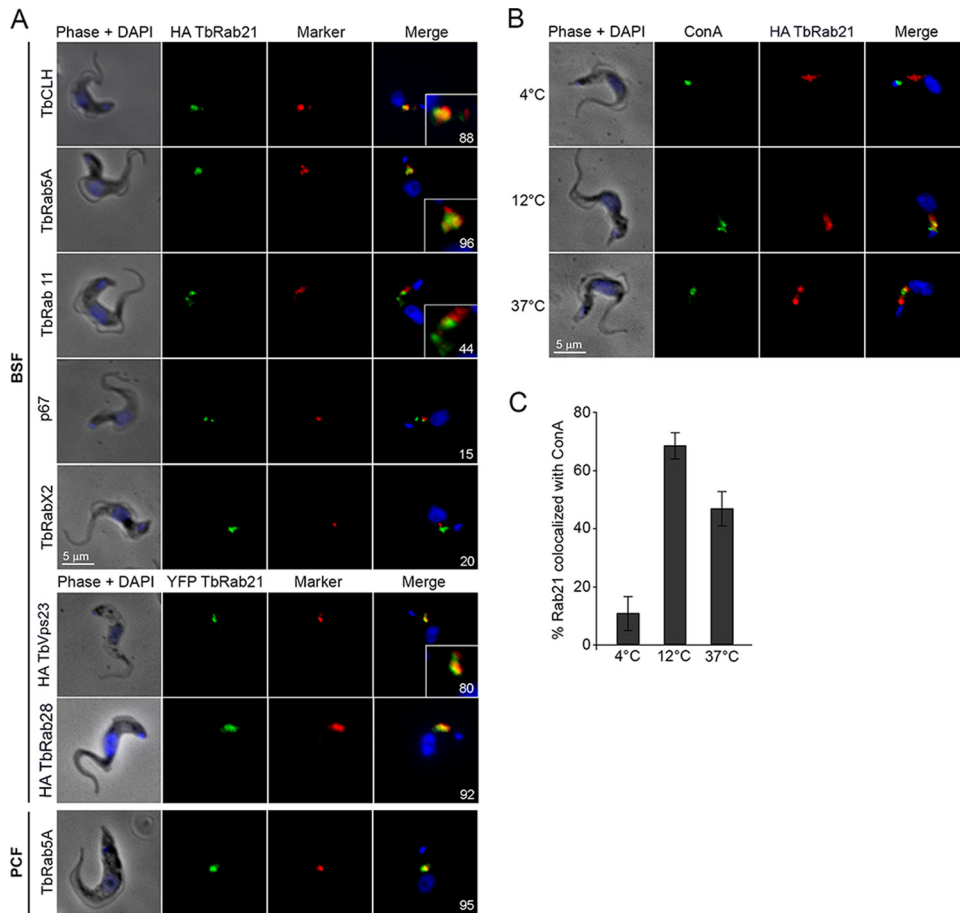 A
Phase + DAPI HA TbRab21 Marker Merge
BSF
TbCLH
88
TbRab5A
96
TbRab 11
44
p67
15
TbRabX2
5 µm
20
Phase + DAPI YFP TbRab21 Marker Merge
HA TbVps23
80
HA TbRab28
92
PCF
TbRab5A
95
B
Phase + DAPI ConA HA TbRab21 Merge
4°C
12°C
37°C
5 µm
C
% Rab21 colocalized with ConA
80
60
40
20
0
4°C 12°C 37°C